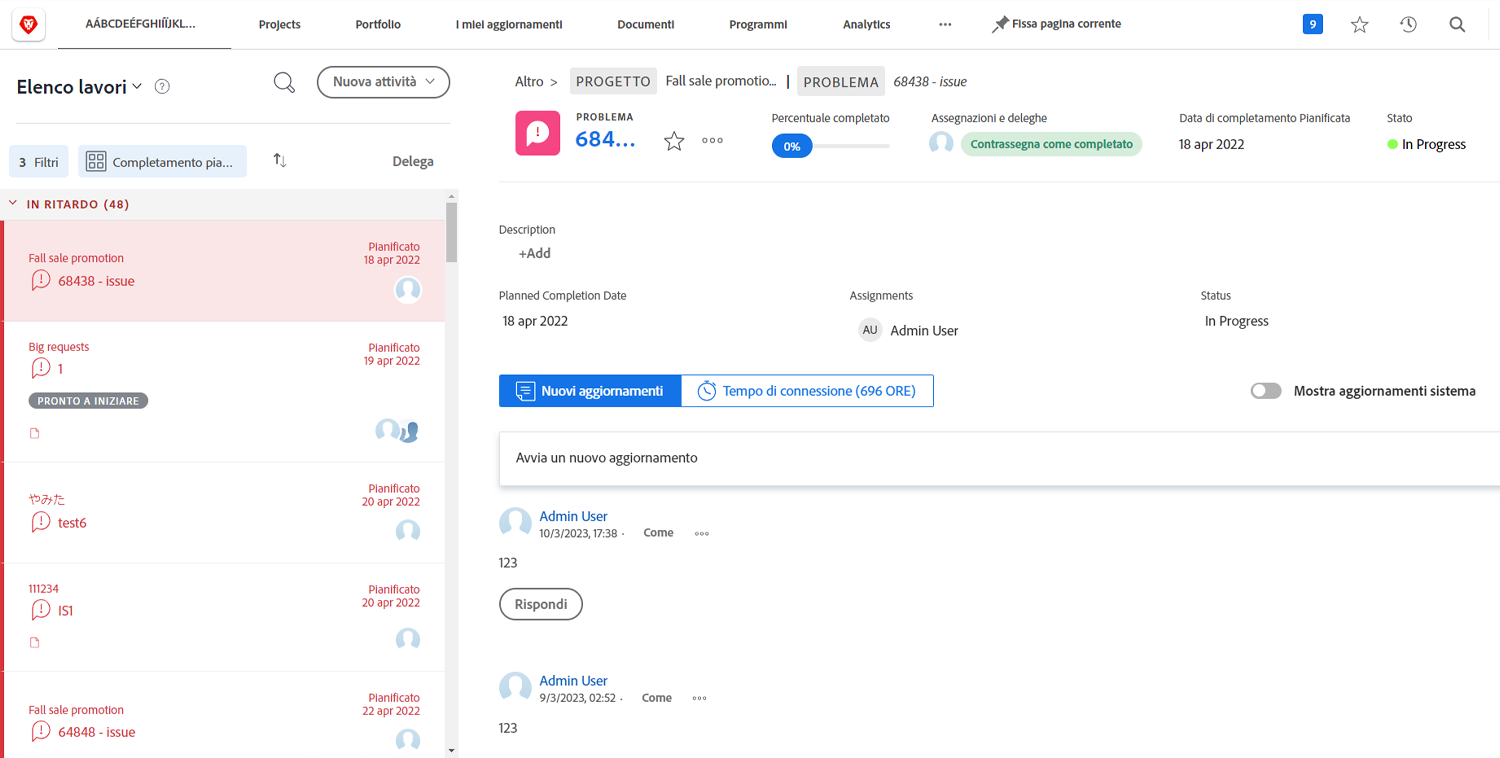 AÁBCDEÉFGHIÍÏJKL...
Projects
Portfolio
I miei aggiornamenti
Documenti
Programmi
Analytics
Fissa pagina corrente
9
Elenco lavori
?
Nuova attività
3 Filtri
Completamento pia...
Delega
IN RITARDO (48)
Fall sale promotion
Pianificato
18 apr 2022
68438 - issue
Big requests
Pianificato
19 apr 2022
1
PRONTO A INIZIARE
やみた
Pianificato
20 apr 2022
test6
111234
Pianificato
20 apr 2022
IS1
Fall sale promotion
Pianificato
22 apr 2022
64848 - issue
Altro > PROGETTO Fall sale promotio... | PROBLEMA 68438 - issue
PROBLEMA
684...
Percentuale completato
0%
Assegnazioni e deleghe
Contrassegna come completato
Data di completamento Pianificata
18 apr 2022
Stato
In Progress
Description
+Add
Planned Completion Date
18 apr 2022
Assignments
AU Admin User
Status
In Progress
Nuovi aggiornamenti
Tempo di connessione (696 ORE)
Mostra aggiornamenti sistema
Avvia un nuovo aggiornamento
Admin User
10/3/2023, 17:38 · Come
123
Rispondi
Admin User
9/3/2023, 02:52 · Come
123